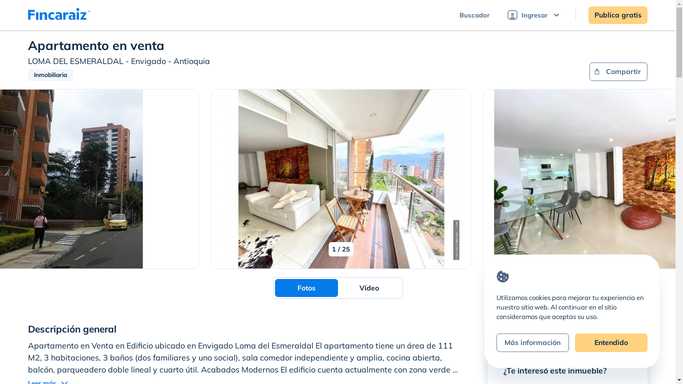 Fincaraiz
Buscador
Ingresar
Publica gratis
Apartamento en venta
LOMA DEL ESMERALDAL - Envigado - Antioquia
Inmobiliaria
Compartir
1 / 25
Fotos
Video
Descripción general
Apartamento en Venta en Edificio ubicado en Envigado Loma del Esmeraldal El apartamento tiene un área de 111
M2, 3 habitaciones, 3 baños (dos familiares y uno social), sala comedor independiente y amplia, cocina abierta,
balcón, parqueadero doble lineal y cuarto útil. Acabados Modernos El edificio cuenta actualmente con zona verde ...
Leer más
Utilizamos cookies para mejorar tu experiencia en
nuestro sitio web. Al continuar en el sitio
consideramos que aceptas su uso.
Más información
Entendido
¿Te interesó este inmueble?